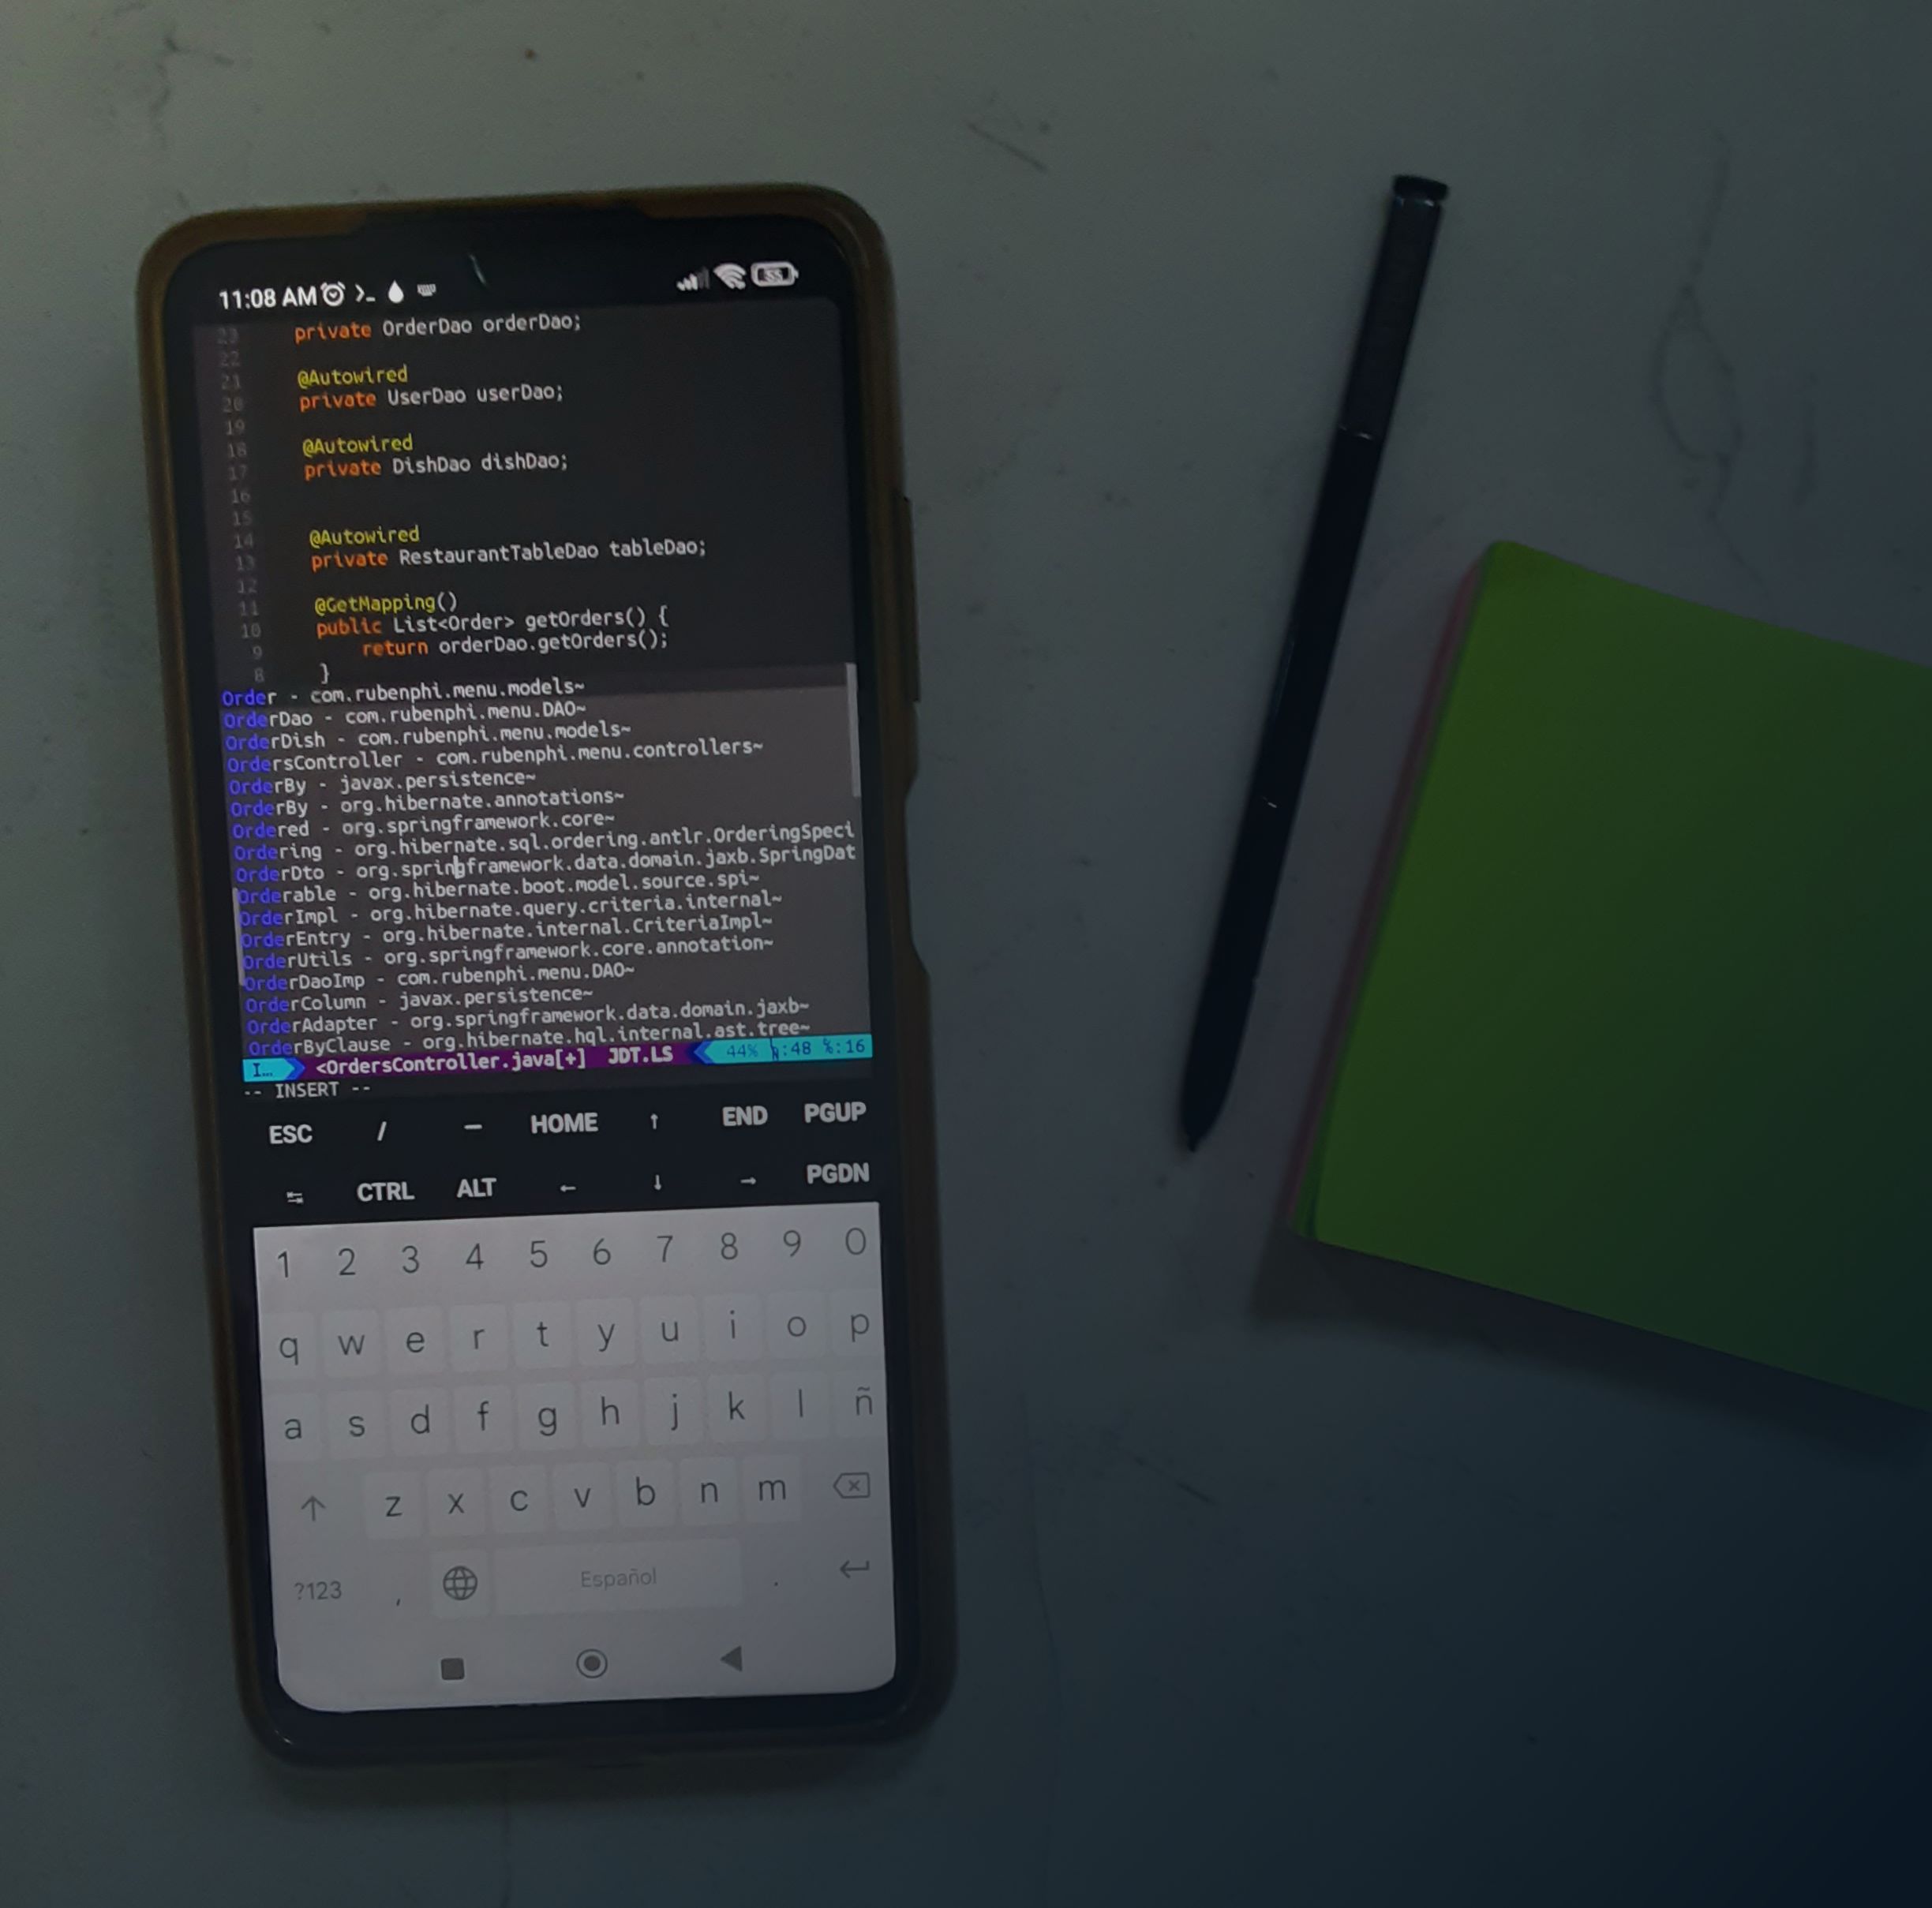 11:08 AM 55
23 private OrderDao orderDao;
22
21 @Autowired
20 private UserDao userDao;
19
18 @Autowired
17 private DishDao dishDao;
16
15
14 @Autowired
13 private RestaurantTableDao tableDao;
12
11 @GetMapping()
10 public List<Order> getOrders() {
9 return orderDao.getOrders();
8 }
Order - com.rubenphi.menu.models~
OrderDao - com.rubenphi.menu.DAO~
OrderDish - com.rubenphi.menu.models~
OrdersController - com.rubenphi.menu.controllers~
OrderBy - javax.persistence~
OrderBy - org.hibernate.annotations~
Ordered - org.springframework.core~
Ordering - org.hibernate.sql.ordering.antlr.OrderingSpeci
OrderDto - org.springframework.data.domain.jaxb.SpringDat
Orderable - org.hibernate.boot.model.source.spi~
OrderImpl - org.hibernate.query.criteria.internal~
OrderEntry - org.hibernate.internal.CriteriaImpl~
OrderUtils - org.springframework.core.annotation~
OrderDaoImp - com.rubenphi.menu.DAO~
OrderColumn - javax.persistence~
OrderAdapter - org.springframework.data.domain.jaxb~
OrderByClause - org.hibernate.hql.internal.ast.tree~
I… <OrdersController.java[+] JDT.LS 44% :48 :16
-- INSERT --
ESC / — HOME ↑ END PGUP
↹ CTRL ALT ← ↓ → PGDN
1 2 3 4 5 6 7 8 9 0
q w e r t y u i o p
a s d f g h j k l ñ
z x c v b n m
?123 , Español .